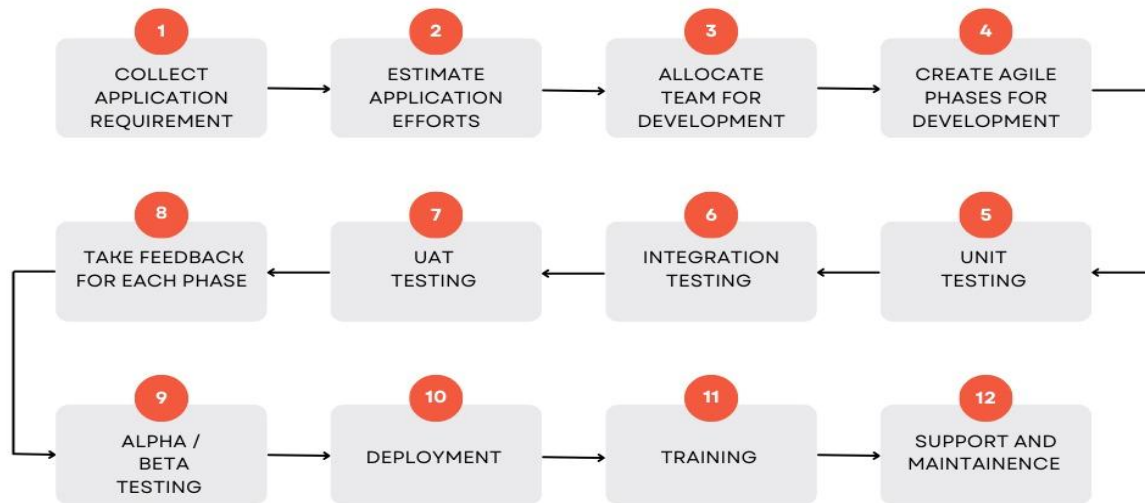 1
COLLECT
APPLICATION
REQUIREMENT
2
ESTIMATE
APPLICATION
EFFORTS
3
ALLOCATE
TEAM FOR
DEVELOPMENT
4
CREATE AGILE
PHASES FOR
DEVELOPMENT
5
UNIT
TESTING
6
INTEGRATION
TESTING
7
UAT
TESTING
8
TAKE FEEDBACK
FOR EACH PHASE
9
ALPHA /
BETA
TESTING
10
DEPLOYMENT
11
TRAINING
12
SUPPORT AND
MAINTAINENCE